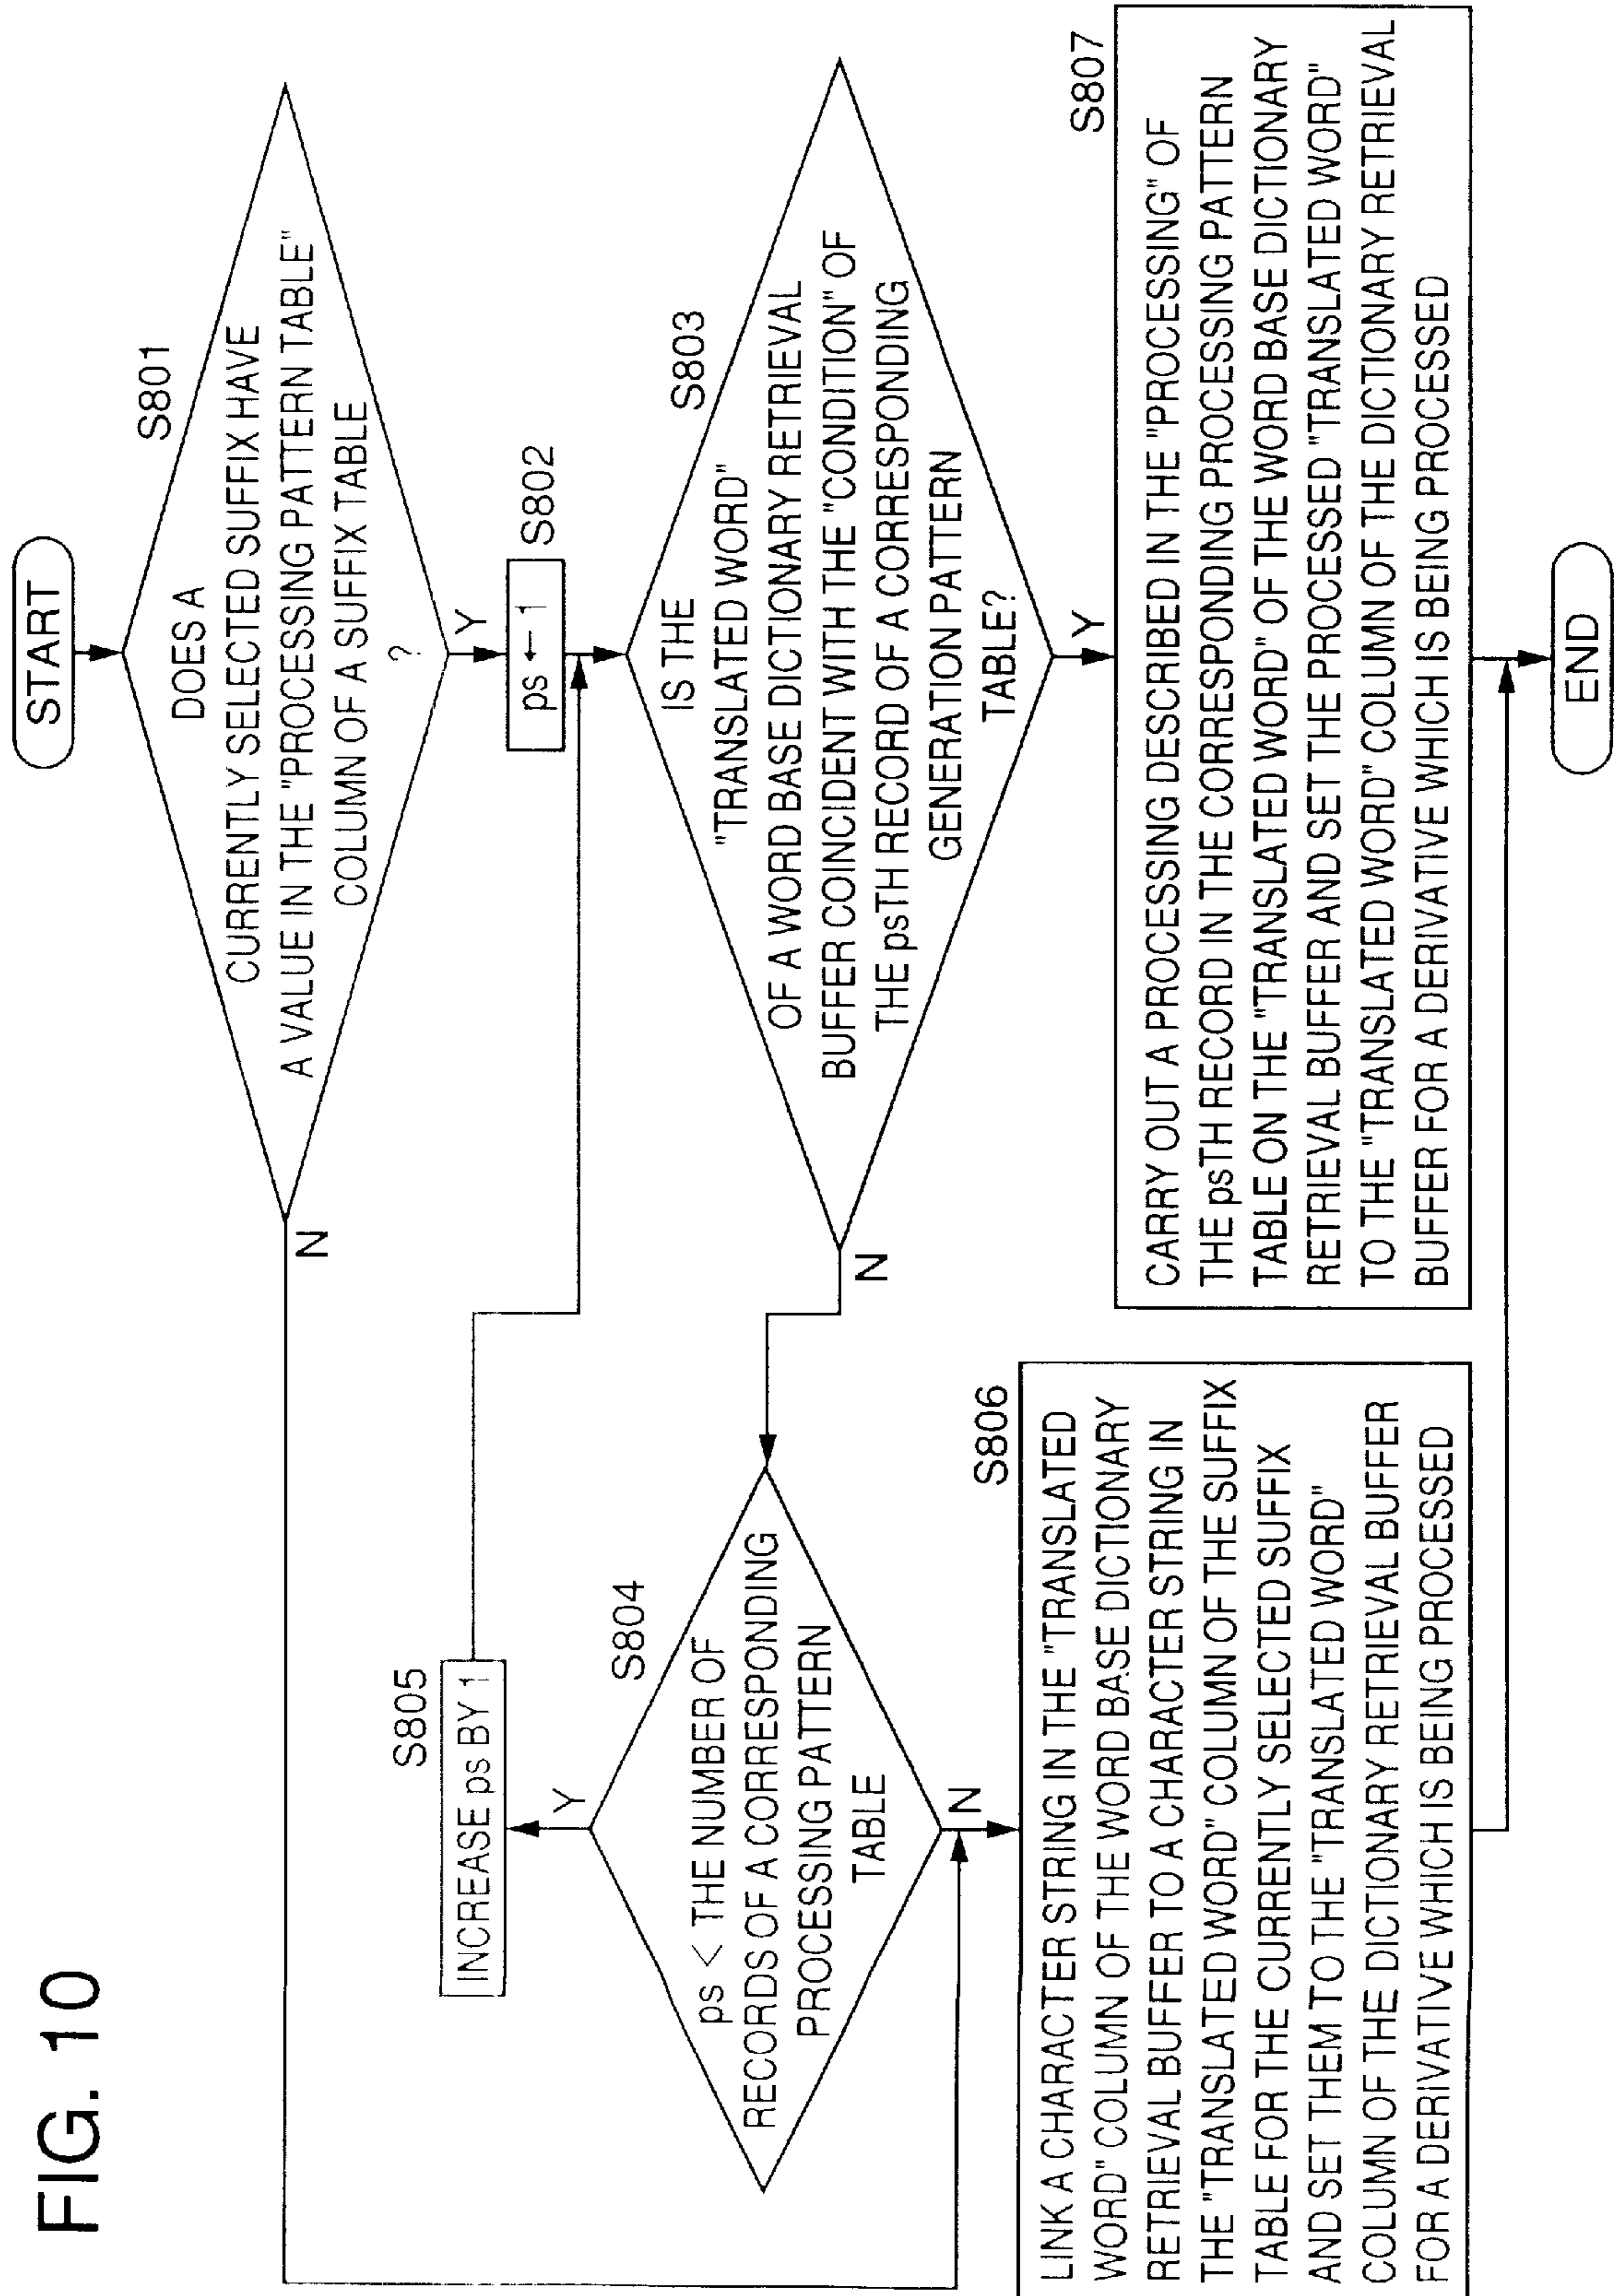 FIG. 10
START
S801
DOES A
CURRENTLY SELECTED SUFFIX HAVE
A VALUE IN THE "PROCESSING PATTERN TABLE"
COLUMN OF A SUFFIX TABLE
?
N
Y
ps ← 1
S802
S803
IS THE
"TRANSLATED WORD"
OF A WORD BASE DICTIONARY RETRIEVAL
BUFFER COINCIDENT WITH THE "CONDITION" OF
THE psTH RECORD OF A CORRESPONDING
GENERATION PATTERN
TABLE?
N
Y
S805
INCREASE ps BY 1
Y
S804
ps < THE NUMBER OF
RECORDS OF A CORRESPONDING
PROCESSING PATTERN
TABLE
N
S806
LINK A CHARACTER STRING IN THE "TRANSLATED
WORD" COLUMN OF THE WORD BASE DICTIONARY
RETRIEVAL BUFFER TO A CHARACTER STRING IN
THE "TRANSLATED WORD" COLUMN OF THE SUFFIX
TABLE FOR THE CURRENTLY SELECTED SUFFIX
AND SET THEM TO THE "TRANSLATED WORD"
COLUMN OF THE DICTIONARY RETRIEVAL BUFFER
FOR A DERIVATIVE WHICH IS BEING PROCESSED
S807
CARRY OUT A PROCESSING DESCRIBED IN THE "PROCESSING" OF
THE psTH RECORD IN THE CORRESPONDING PROCESSING PATTERN
TABLE ON THE "TRANSLATED WORD" OF THE WORD BASE DICTIONARY
RETRIEVAL BUFFER AND SET THE PROCESSED "TRANSLATED WORD"
TO THE "TRANSLATED WORD" COLUMN OF THE DICTIONARY RETRIEVAL
BUFFER FOR A DERIVATIVE WHICH IS BEING PROCESSED
END